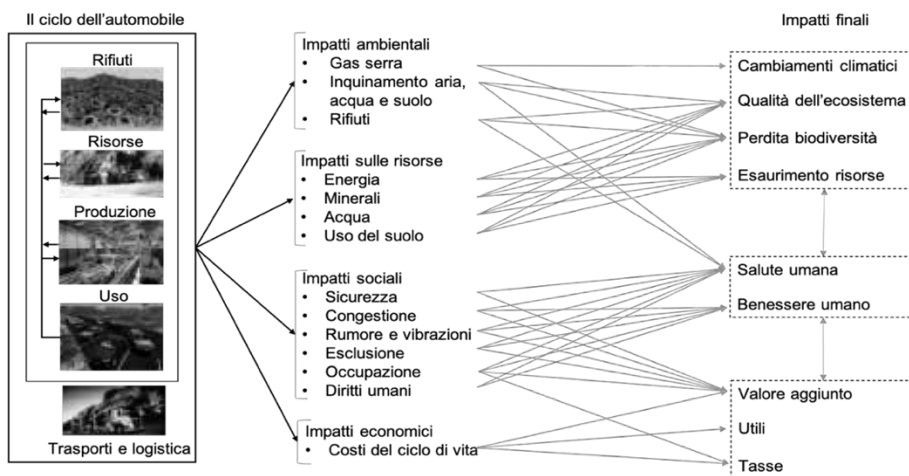 Il ciclo dell'automobile
Rifiuti
Risorse
Produzione
Uso
Trasporti e logistica
Impatti ambientali
• Gas serra
• Inquinamento aria,
acqua e suolo
• Rifiuti
Impatti sulle risorse
• Energia
• Minerali
• Acqua
• Uso del suolo
Impatti sociali
• Sicurezza
• Congestione
• Rumore e vibrazioni
• Esclusione
• Occupazione
• Diritti umani
Impatti economici
• Costi del ciclo di vita
Impatti finali
Cambiamenti climatici
Qualità dell'ecosistema
Perdita biodiversità
Esaurimento risorse
Salute umana
Benessere umano
Valore aggiunto
Utili
Tasse